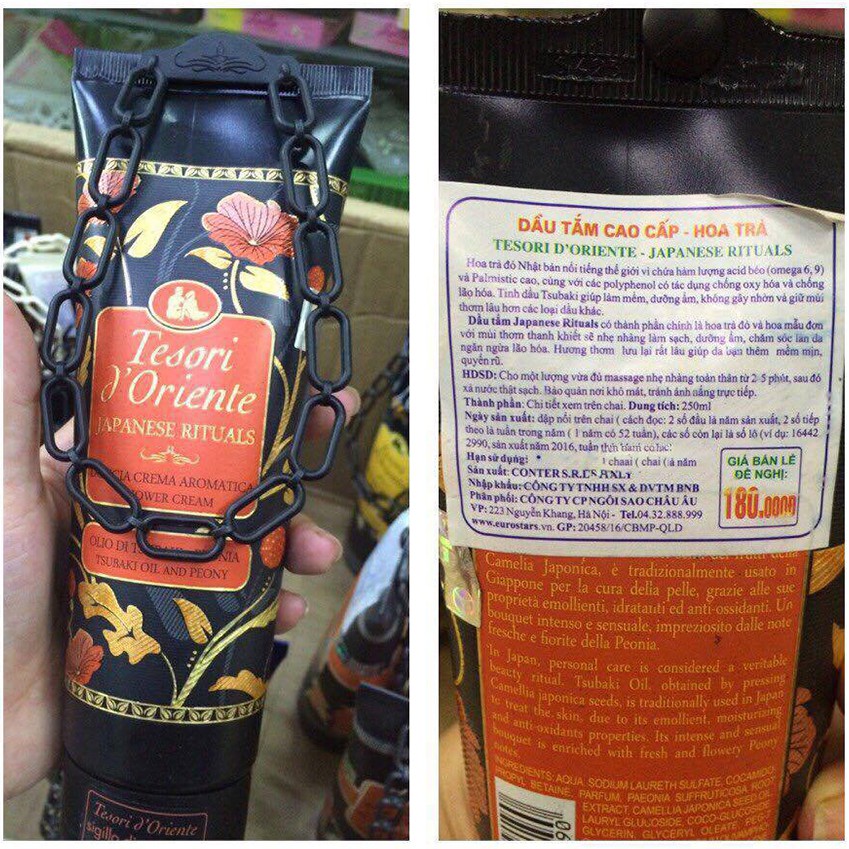 Tesori
d'Oriente
JAPANESE RITUALS
DOCCIA CREMA AROMATICA
SHOWER CREAM
OLIO DI
TSUBAKI OIL AND PEONY
Tesori d'Oriente
sigillo di
DẦU TẮM CAO CẤP - HOA TRÀ
TESORI D'ORIENTE - JAPANESE RITUALS
Hoa trà đỏ Nhật bản nổi tiếng thế giới vì chứa hàm lượng acid béo (omega 6, 9)
và Palmistic cao, cùng với các polyphenol có tác dụng chống oxy hóa và chống
lão hóa. Tinh dầu Tsubaki giúp làm mềm, dưỡng ẩm, không gây nhờn và giữ mùi
thơm lâu hơn các loại dầu khác.
Dầu tắm Japanese Rituals có thành phần chính là hoa trà đỏ và hoa mẫu đơn
với mùi thơm thanh khiết sẽ nhẹ nhàng làm sạch, dưỡng ẩm, chăm sóc làn da
ngăn ngừa lão hóa. Hương thơm lưu lại rất lâu giúp da bạn thêm mềm mịn,
quyến rũ.
HDSD: Cho một lượng vừa đủ massage nhẹ nhàng toàn thân từ 2-5 phút, sau đó
xả nước thật sạch. Bảo quản nơi khô mát, tránh ánh nắng trực tiếp.
Thành phần: Chi tiết xem trên chai. Dung tích: 250ml
Ngày sản xuất: dập nổi trên chai ( cách đọc: 2 số đầu là năm sản xuất, 2 số tiếp
theo là tuần trong năm ( 1 năm có 52 tuần), các số còn lại là số lô (ví dụ: 16442
2990, sản xuất năm 2016, tuần
Hạn sử dụng:
Sản xuất: CONTER S.R.L
Nhập khẩu: CÔNG TY TNHH SX & DVTM BNB
Phân phối: CÔNG TY CP NGÔI SAO CHÂU ÂU
VP: 223 Nguyễn Khang, Hà Nội - Tel:04.32.888.999
www.eurostars.vn. GP: 20458/16/CBMP-QLD
GIÁ BÁN LẺ
ĐỀ NGHỊ:
180.000đ
Camelia Japonica, è tradizionalmente usato in
Giappone per la cura della pelle, grazie alle sue
proprietà emollienti, idratanti ed anti-ossidanti. Un
bouquet intenso e sensuale, impreziosito dalle note
fresche e fiorite della Peonia.
In Japan, personal care is considered a veritable
beauty ritual. Tsubaki Oil, obtained by pressing
Camellia japonica seeds, is traditionally used in Japan
to treat the skin, due to its emollient, moisturizing
and anti-oxidants properties. Its intense and sensual
bouquet is enriched with fresh and flowery Peony
notes.
INGREDIENTS: AQUA, SODIUM LAURETH SULFATE, COCAMIDO
PROPYL BETAINE, PARFUM, PAEONIA SUFFRUTICOSA ROOT
EXTRACT, CAMELLIA JAPONICA SEED OIL,
LAURYL GLUCOSIDE, COCO-GLUCOSIDE,
GLYCERIN, GLYCERYL OLEATE,